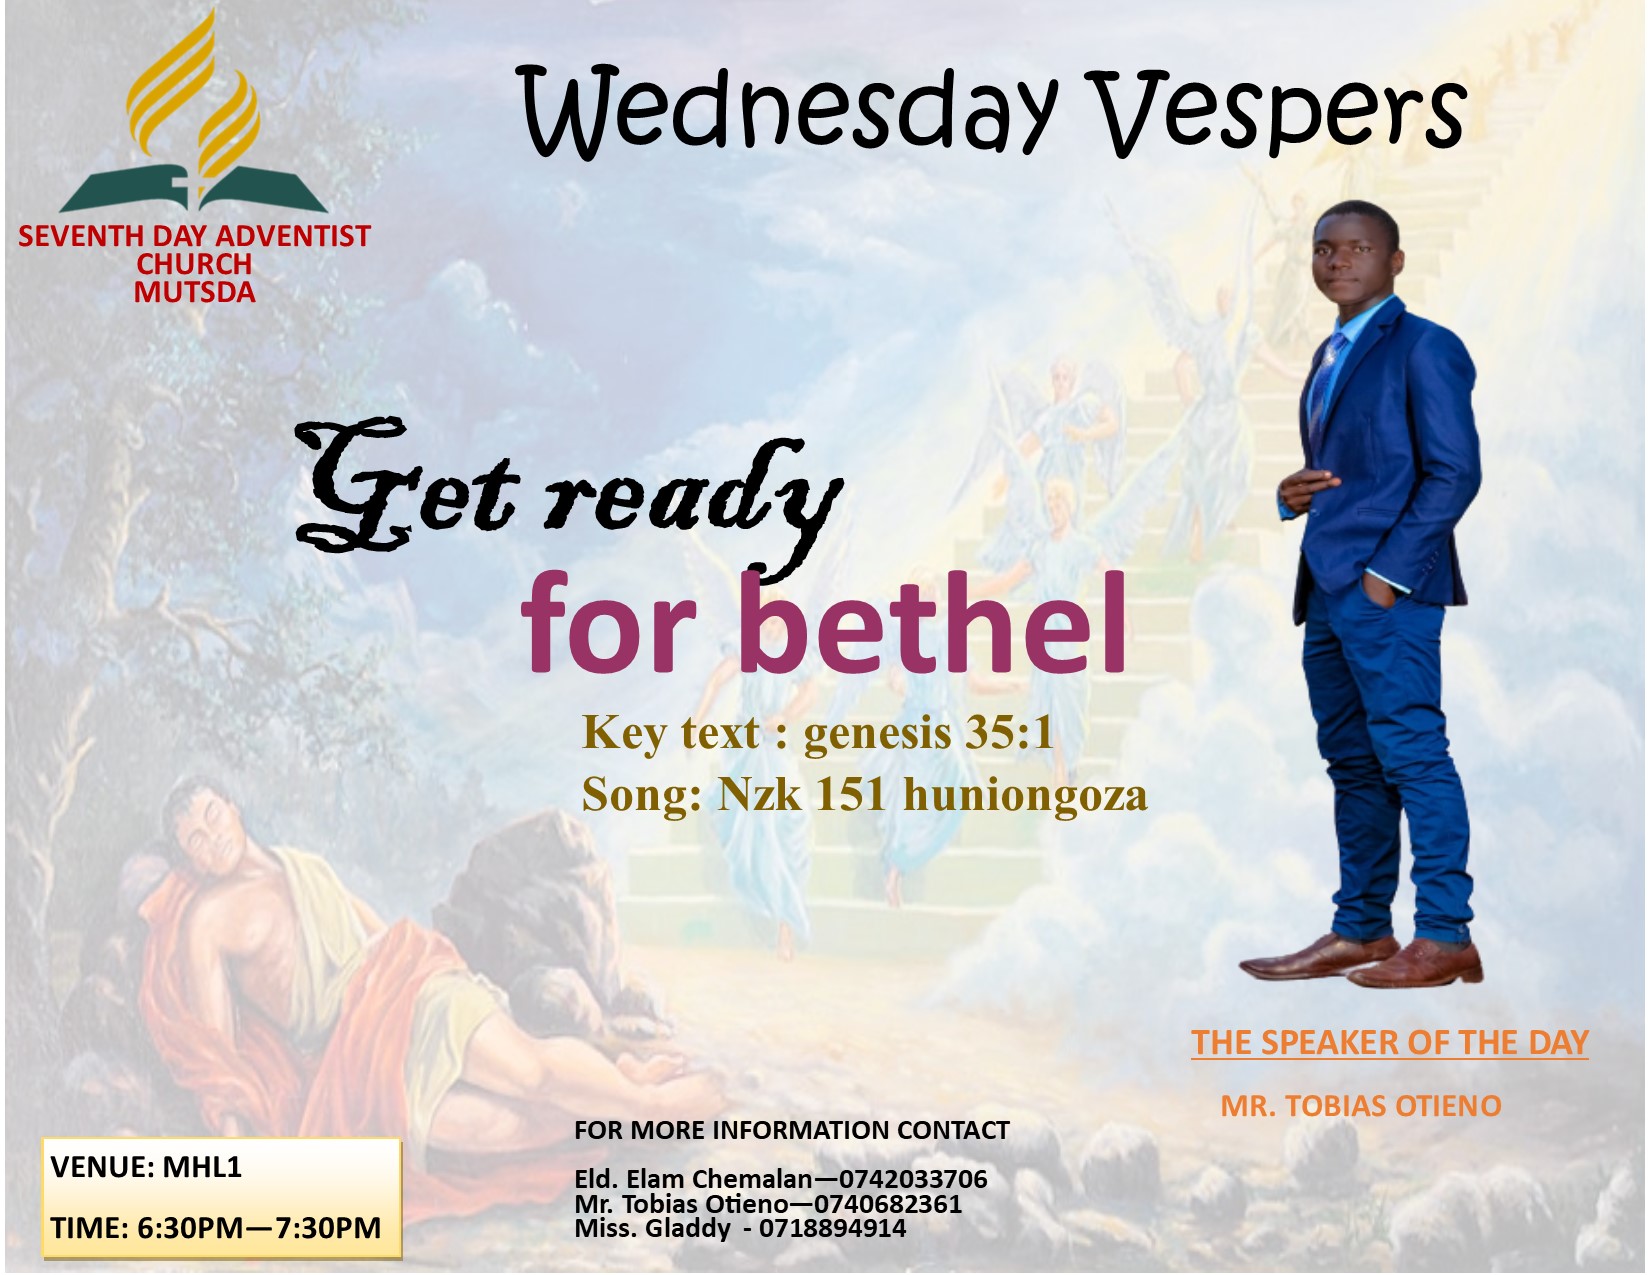 Wednesday Vespers
SEVENTH DAY ADVENTIST
CHURCH
MUTSDA
Get ready
for bethel
Key text : genesis 35:1
Song: Nzk 151 huniongoza
THE SPEAKER OF THE DAY
MR. TOBIAS OTIENO
FOR MORE INFORMATION CONTACT
Eld. Elam Chemalan—0742033706
Mr. Tobias Otieno—0740682361
Miss. Gladdy - 0718894914
VENUE: MHL1
TIME: 6:30PM—7:30PM